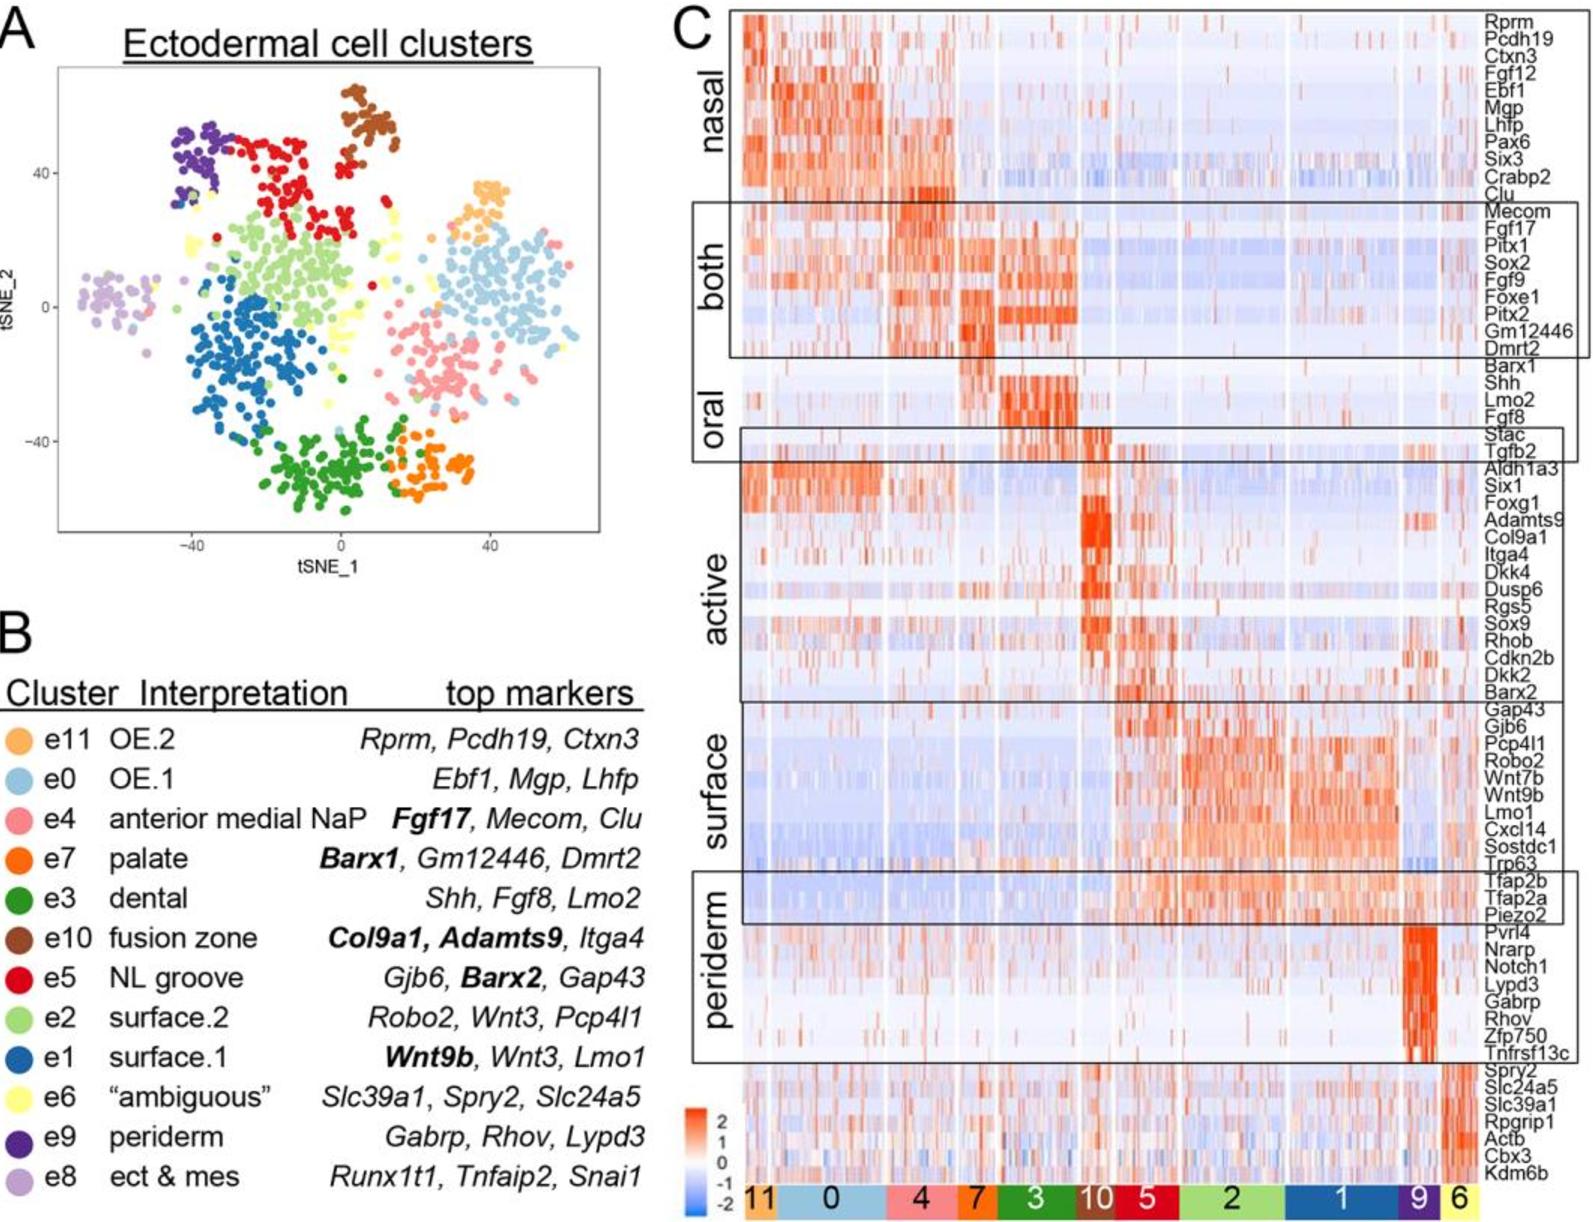 A
Ectodermal cell clusters
40
0
−40
−40
0
40
tSNE_1
tSNE_2
B
Cluster Interpretation top markers
e11 OE.2 Rprm, Pcdh19, Ctxn3
e0 OE.1 Ebf1, Mgp, Lhfp
e4 anterior medial NaP Fgf17, Mecom, Clu
e7 palate Barx1, Gm12446, Dmrt2
e3 dental Shh, Fgf8, Lmo2
e10 fusion zone Col9a1, Adamts9, Itga4
e5 NL groove Gjb6, Barx2, Gap43
e2 surface.2 Robo2, Wnt3, Pcp4l1
e1 surface.1 Wnt9b, Wnt3, Lmo1
e6 “ambiguous” Slc39a1, Spry2, Slc24a5
e9 periderm Gabrp, Rhov, Lypd3
e8 ect & mes Runx1t1, Tnfaip2, Snai1
C
nasal
both
oral
active
surface
periderm
Rprm
Pcdh19
Ctxn3
Fgf12
Ebf1
Mgp
Lhfp
Pax6
Six3
Crabp2
Clu
Mecom
Fgf17
Pitx1
Sox2
Fgf9
Foxe1
Pitx2
Gm12446
Dmrt2
Barx1
Shh
Lmo2
Fgf8
Stac
Tgfb2
Aldh1a3
Six1
Foxg1
Adamts9
Col9a1
Itga4
Dkk4
Dusp6
Rgs5
Sox9
Rhob
Cdkn2b
Dkk2
Barx2
Gap43
Gjb6
Pcp4l1
Robo2
Wnt7b
Wnt9b
Lmo1
Cxcl14
Sostdc1
Trp63
Tfap2b
Tfap2a
Piezo2
Pvrl4
Nrarp
Notch1
Lypd3
Gabrp
Rhov
Zfp750
Tnfrsf13c
Spry2
Slc24a5
Slc39a1
Rpgrip1
Actb
Cbx3
Kdm6b
2
1
0
-1
-2
11 0 4 7 3 10 5 2 1 9 6